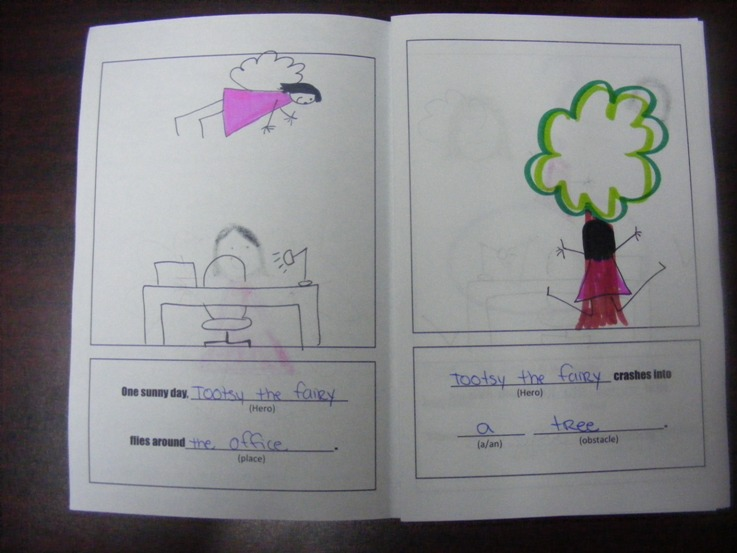 One sunny day, Tootsy the fairy
(Hero)
flies around the office .
(place)
Tootsy the fairy crashes into
(Hero)
a tree .
(a/an) (obstacle)